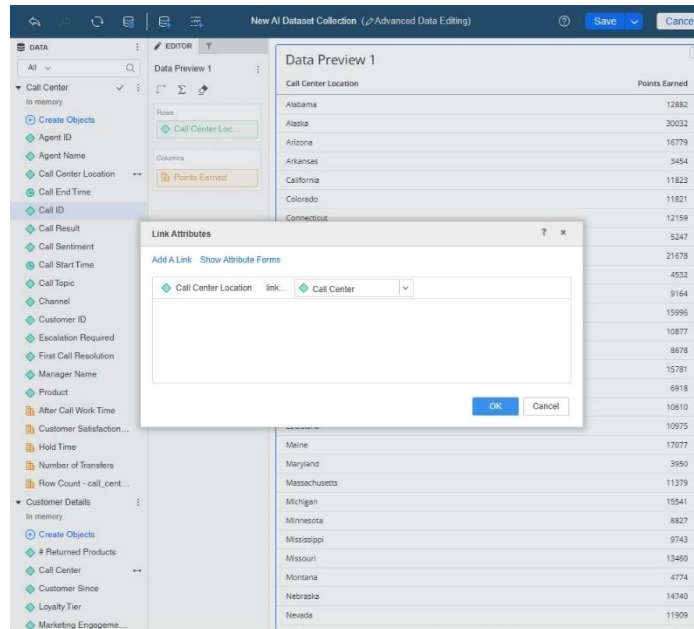 New AI Dataset Collection ( Advanced Data Editing)
Save
Cance
DATA
All
Call Center
In memory
Create Objects
Agent ID
Agent Name
Call Center Location
Call End Time
Call ID
Call Result
Call Sentiment
Call Start Time
Call Topic
Channel
Customer ID
Escalation Required
First Call Resolution
Manager Name
Product
After Call Work Time
Customer Satisfaction...
Hold Time
Number of Transfers
Row Count - call_cent...
Customer Details
In memory
Create Objects
# Returned Products
Call Center
Customer Since
Loyalty Tier
Marketing Engageme...
EDITOR
Data Preview 1
Rows
Call Center Loc...
Columns
Points Earned
Data Preview 1
Call Center Location Points Earned
Alabama 12882
Alaska 30032
Arizona 16779
Arkansas 3454
California 11823
Colorado 11821
Connecticut 12159
5247
21678
4532
9164
15996
10877
8678
15781
6918
10610
10975
Maine 17077
Maryland 3950
Massachusetts 11379
Michigan 15541
Minnesota 8827
Mississippi 9743
Missouri 13460
Montana 4774
Nebraska 14740
Nevada 11909
Link Attributes ? x
Add A Link Show Attribute Forms
Call Center Location link... Call Center
OK Cancel